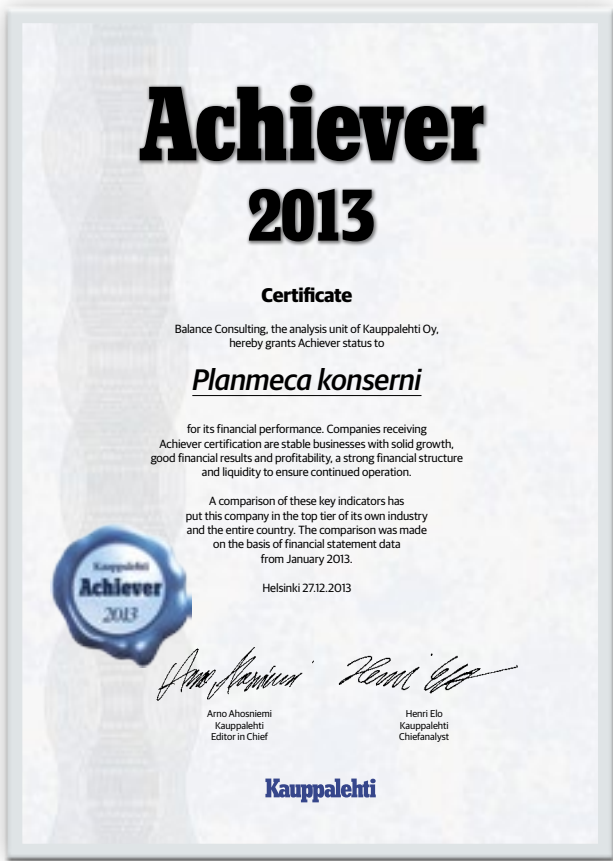 Achiever
2013
Certificate
Balance Consulting, the analysis unit of Kauppalehti Oy,
hereby grants Achiever status to
Planmeca konserni
for its financial performance. Companies receiving
Achiever certification are stable businesses with solid growth,
good financial results and profitability, a strong financial structure
and liquidity to ensure continued operation.
A comparison of these key indicators has
put this company in the top tier of its own industry
and the entire country. The comparison was made
on the basis of financial statement data
from January 2013.
Helsinki 27.12.2013
Kauppalehti
Achiever
2013
Arno Ahosniemi
Kauppalehti
Editor in Chief
Henri Elo
Kauppalehti
Chiefanalyst
Kauppalehti